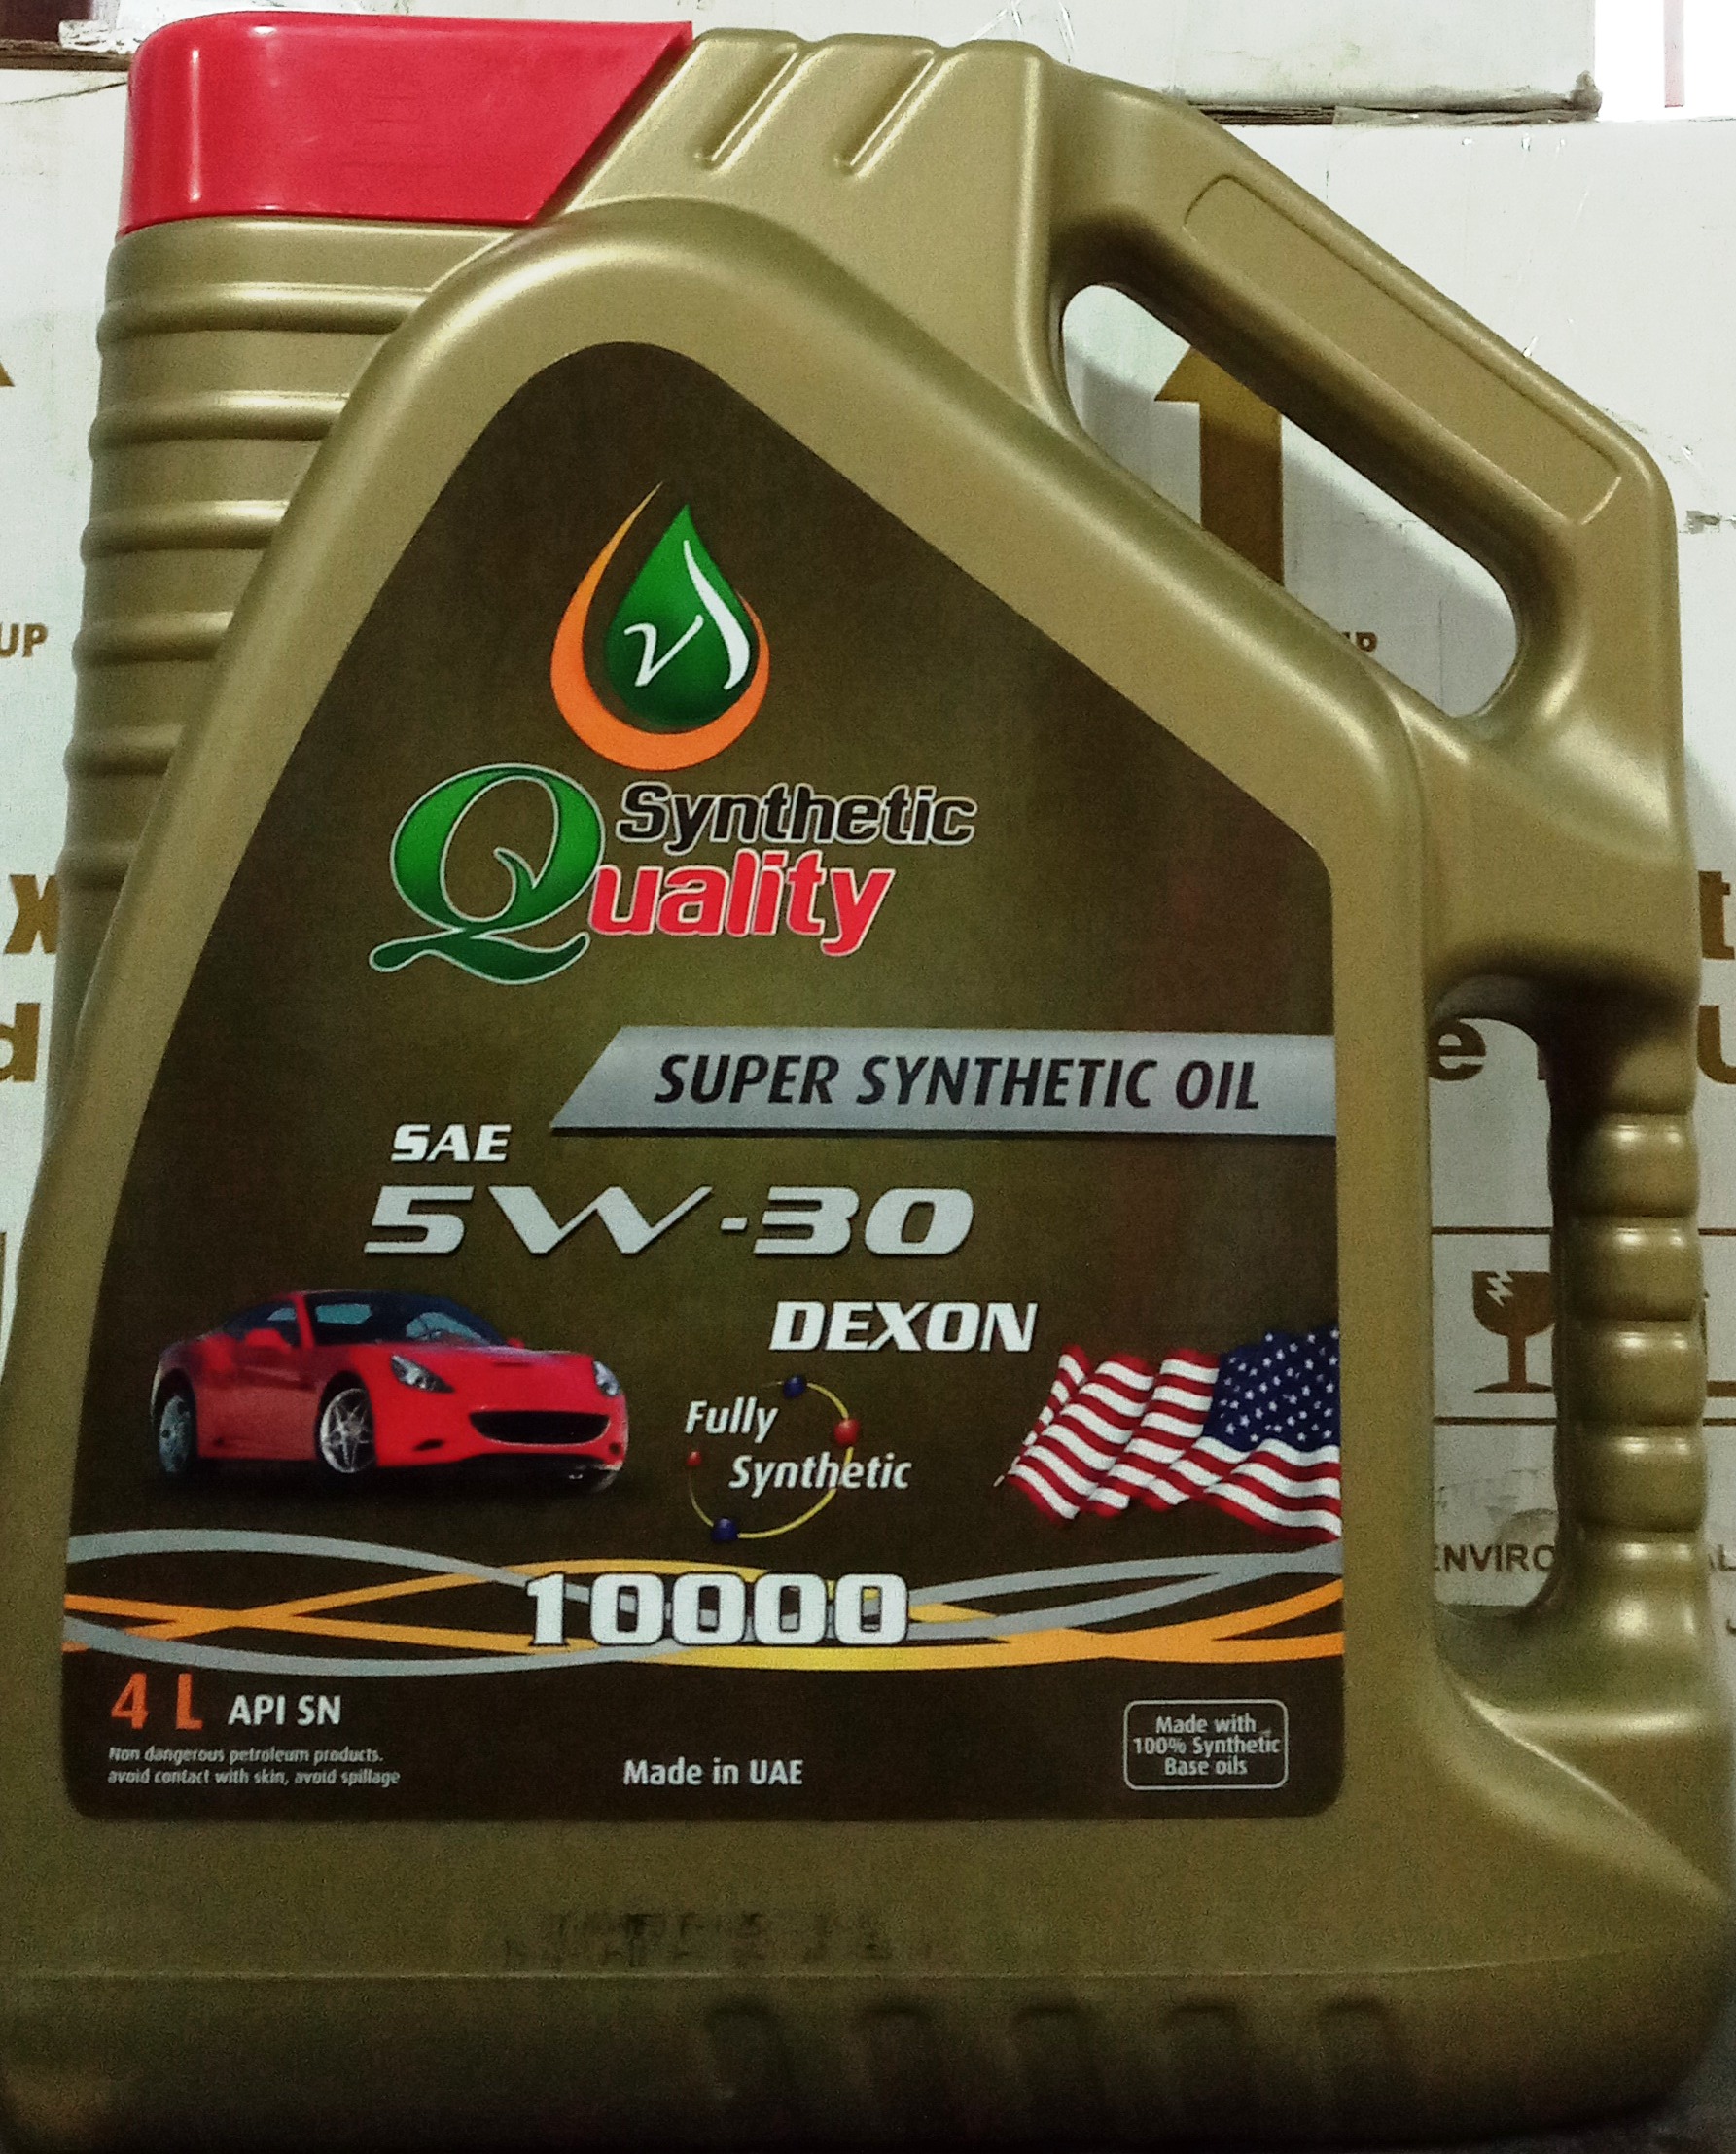 Synthetic
Quality
SUPER SYNTHETIC OIL
SAE
5W-30
DEXON
Fully
Synthetic
10000
4 L API SN
Non dangerous petroleum products.
avoid contact with skin, avoid spillage
Made in UAE
Made with
100% Synthetic
Base oils
UP